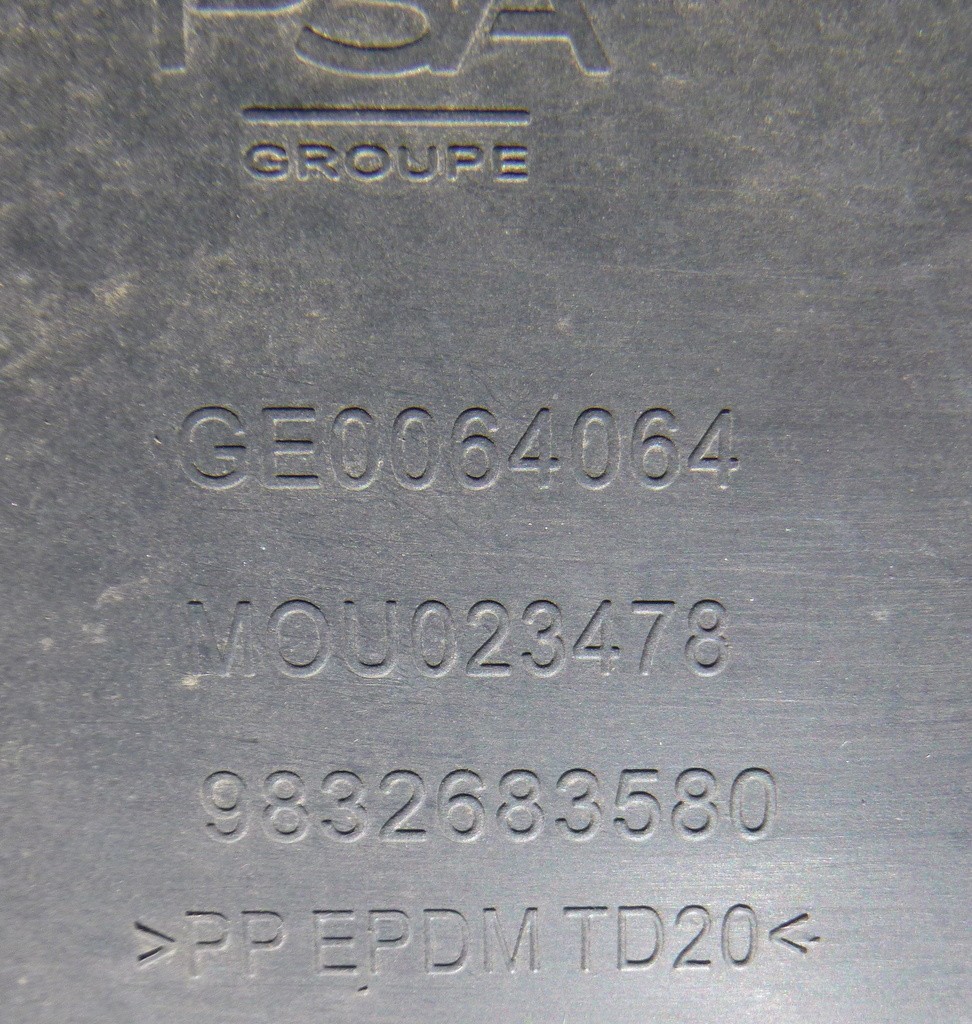 PSA
GROUPE
GE0064064
MOU023478
9832683580
>PP EPDM TD20<